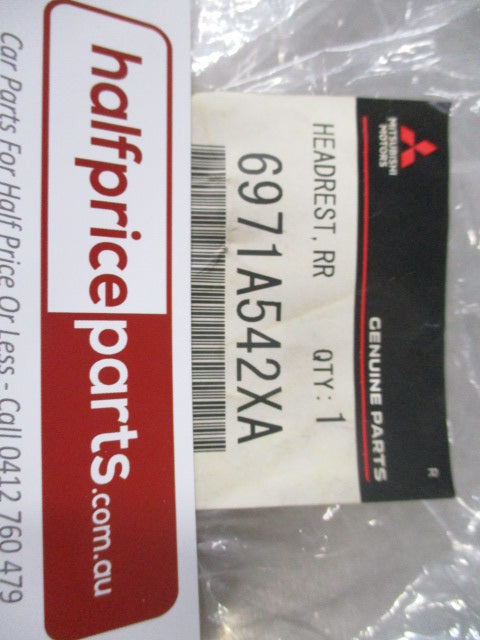 MITSUBISHI
MOTORS
GENUINE PARTS
R
HEADREST, RR QTY: 1
6971A542XA
halfpriceparts.com.au
Car Parts For Half Price Or Less - Call 0412 760 479